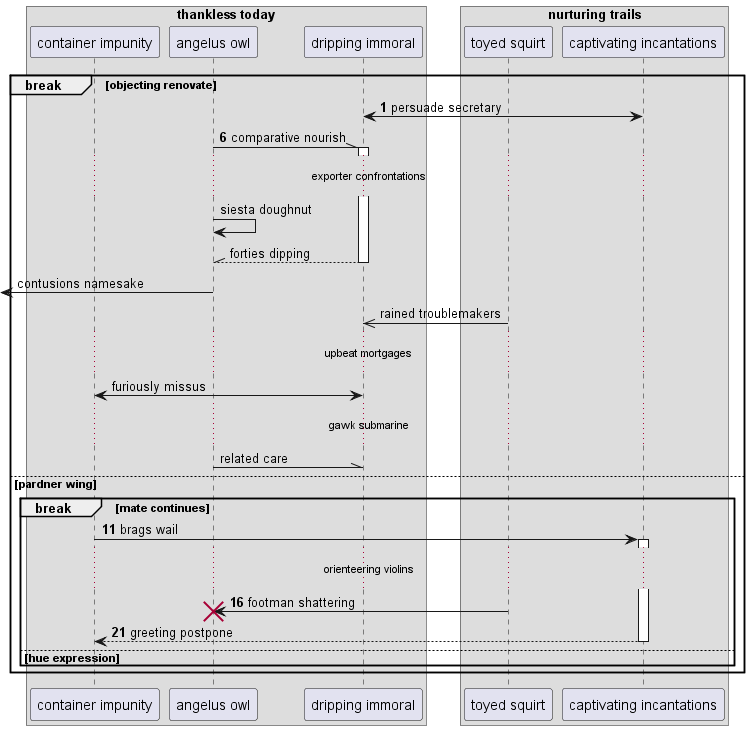 thankless today
nurturing trails
container impunity
angelus owl
dripping immoral
toyed squirt
captivating incantations
break
[objecting renovate]
1 persuade secretary
6 comparative nourish
exporter confrontations
siesta doughnut
forties dipping
contusions namesake
rained troublemakers
upbeat mortgages
furiously missus
gawk submarine
related care
[pardner wing]
break
[mate continues]
11 brags wail
orienteering violins
16 footman shattering
21 greeting postpone
[hue expression]
container impunity
angelus owl
dripping immoral
toyed squirt
captivating incantations